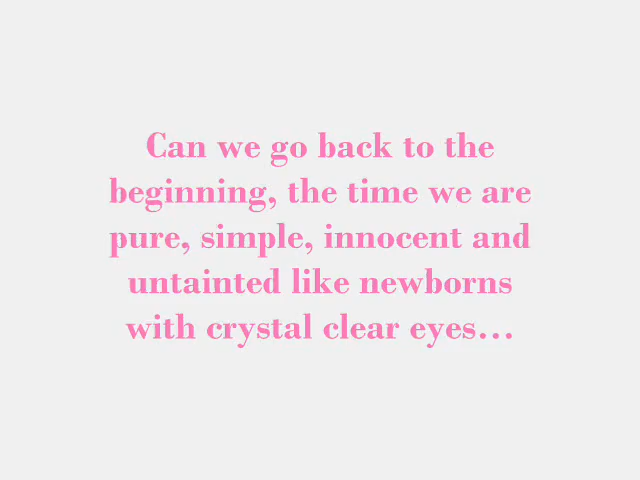 Can we go back to the
beginning, the time we are
pure, simple, innocent and
untainted like newborns
with crystal clear eyes...